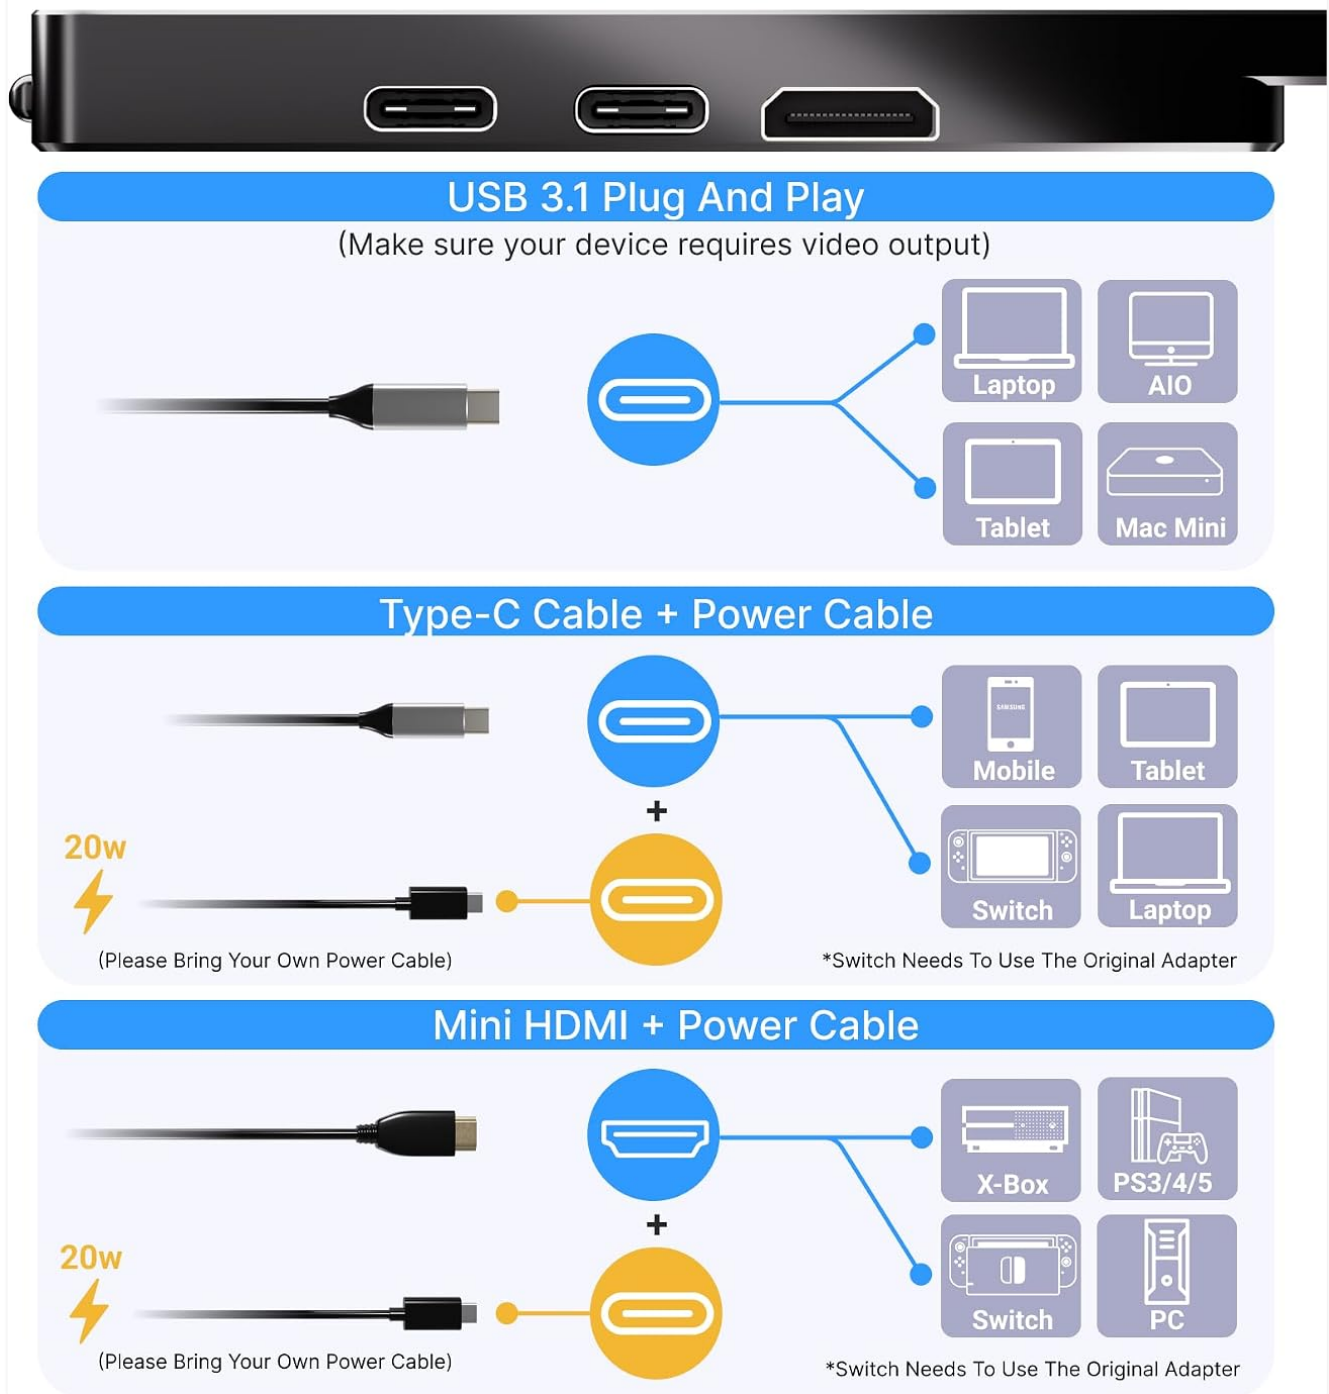 USB 3.1 Plug And Play
(Make sure your device requires video output)
Laptop
AIO
Tablet
Mac Mini
Type-C Cable + Power Cable
SAMSUNG
Mobile
Tablet
20w
Switch
Laptop
(Please Bring Your Own Power Cable)
*Switch Needs To Use The Original Adapter
Mini HDMI + Power Cable
X-Box
PS3/4/5
20w
Switch
PC
(Please Bring Your Own Power Cable)
*Switch Needs To Use The Original Adapter